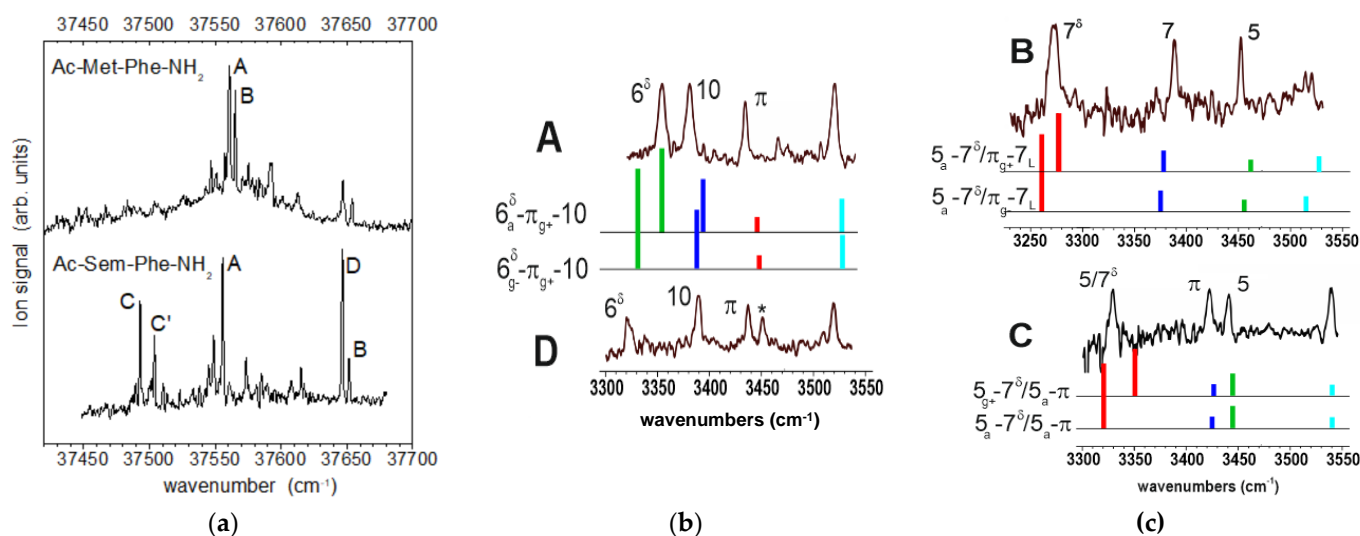 37450 37500 37550 37600 37650 37700
Ac-Met-Phe-NH₂
A
B
Ac-Sem-Phe-NH₂
A
D
C
C'
B
Ion signal (arb. units)
37450 37500 37550 37600 37650 37700
wavenumber (cm⁻¹)
(a)
A
6δ
10
π
6δa-πg+-10
6δg--πg+-10
D
6δ
10
π
*
3300 3350 3400 3450 3500 3550
wavenumbers (cm⁻¹)
(b)
B
7δ
7
5
5a-7δ/πg+-7L
5a-7δ/πg--7L
3250 3300 3350 3400 3450 3500 3550
C
5/7δ
π
5
5g+-7δ/5a-π
5a-7δ/5a-π
3300 3350 3400 3450 3500 3550
wavenumbers (cm⁻¹)
(c)